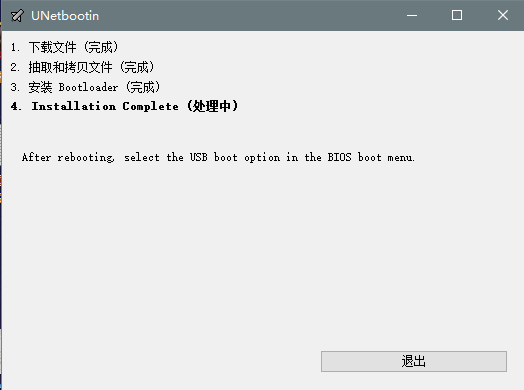 UNetbootin
1. 下载文件 (完成)
2. 抽取和拷贝文件 (完成)
3. 安装 Bootloader (完成)
4. Installation Complete (处理中)
After rebooting, select the USB boot option in the BIOS boot menu.
退出